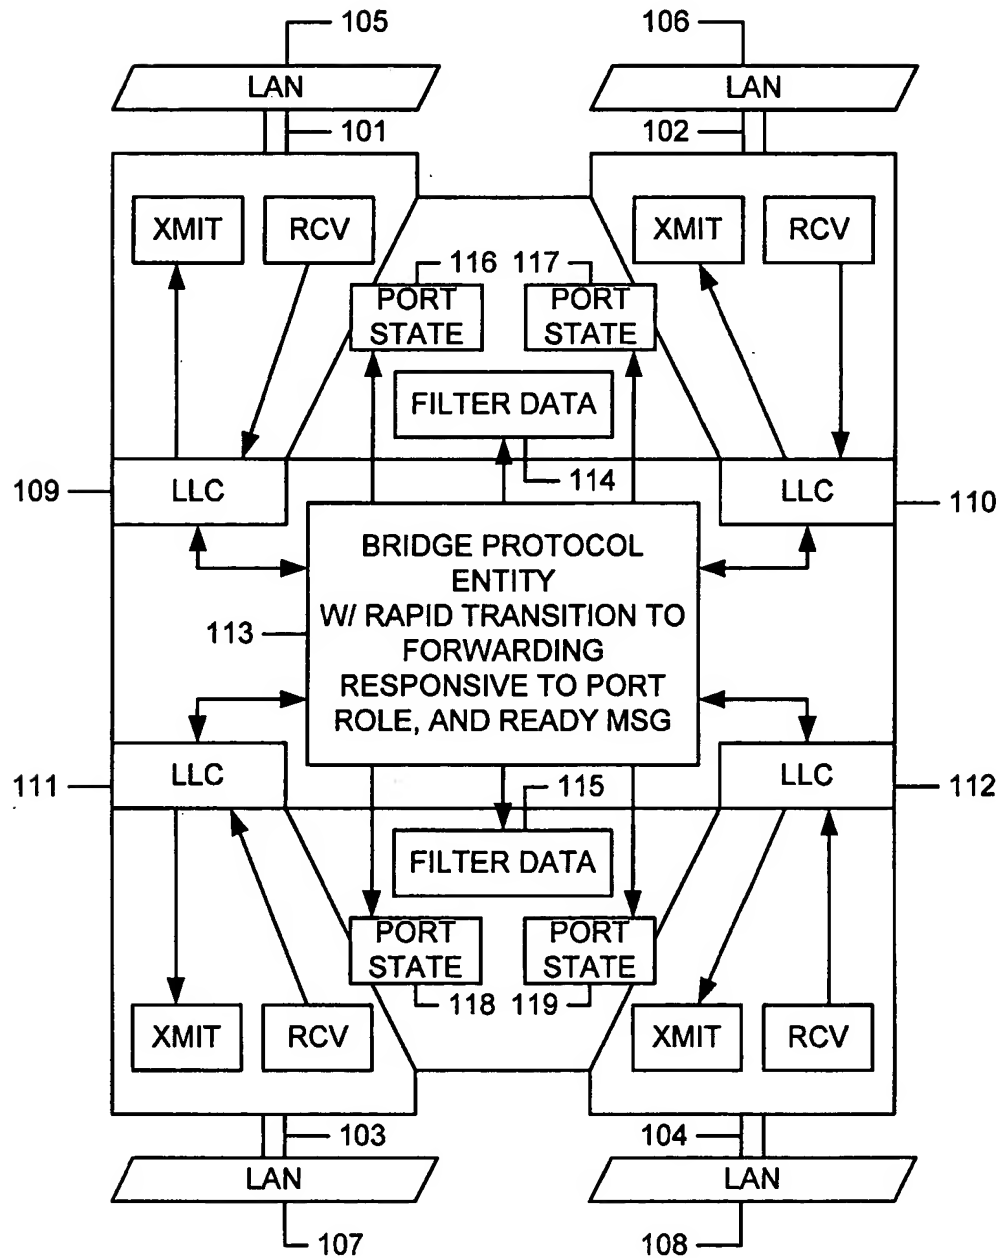 105
106
LAN
LAN
101
102
XMIT
RCV
XMIT
RCV
116
117
PORT
STATE
PORT
STATE
FILTER DATA
109
LLC
114
LLC
110
BRIDGE PROTOCOL
ENTITY
W/ RAPID TRANSITION TO
FORWARDING
RESPONSIVE TO PORT
ROLE, AND READY MSG
113
111
LLC
115
LLC
112
FILTER DATA
PORT
STATE
PORT
STATE
118
119
XMIT
RCV
XMIT
RCV
103
104
LAN
LAN
107
108